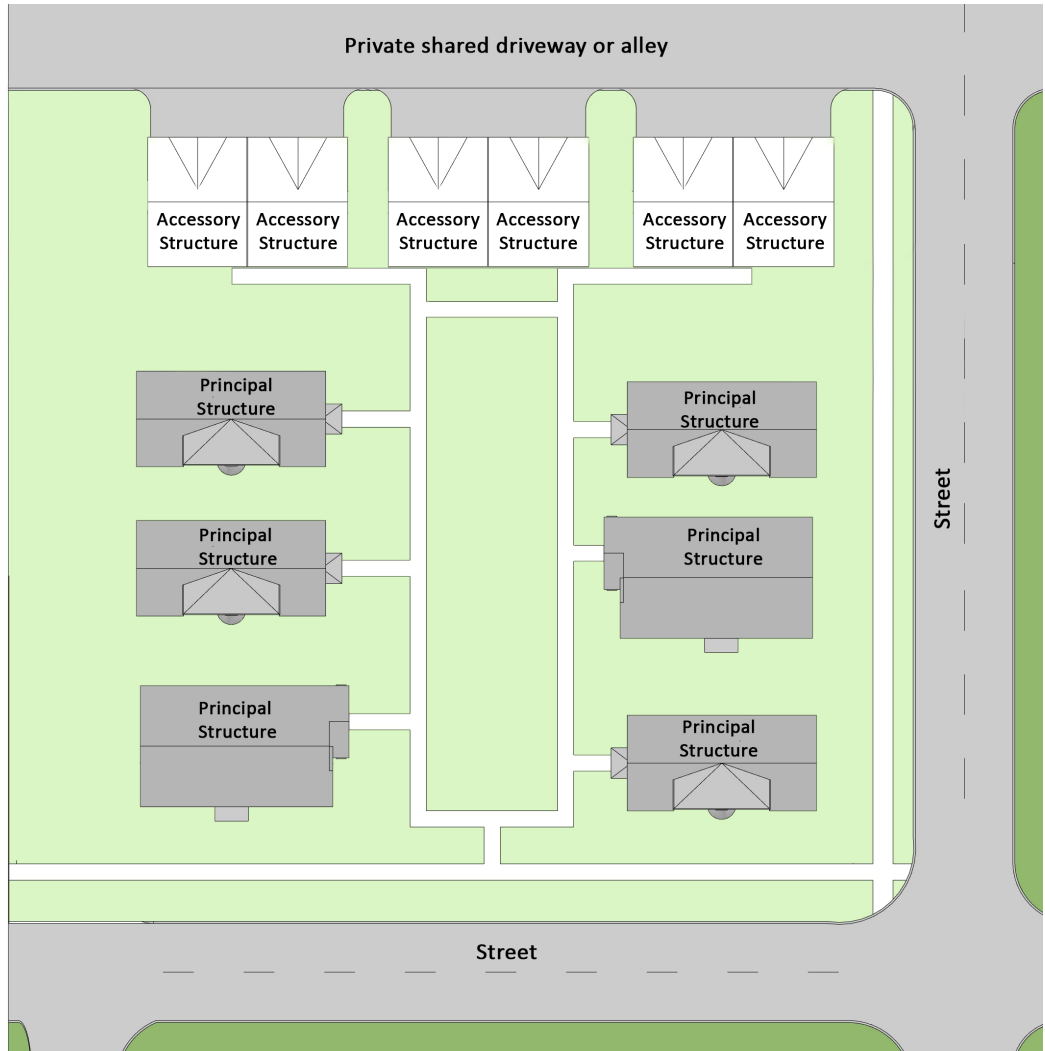 Private shared driveway or alley
Accessory
Structure
Accessory
Structure
Accessory
Structure
Accessory
Structure
Accessory
Structure
Accessory
Structure
Principal
Structure
Principal
Structure
Principal
Structure
Principal
Structure
Principal
Structure
Principal
Structure
Street
Street